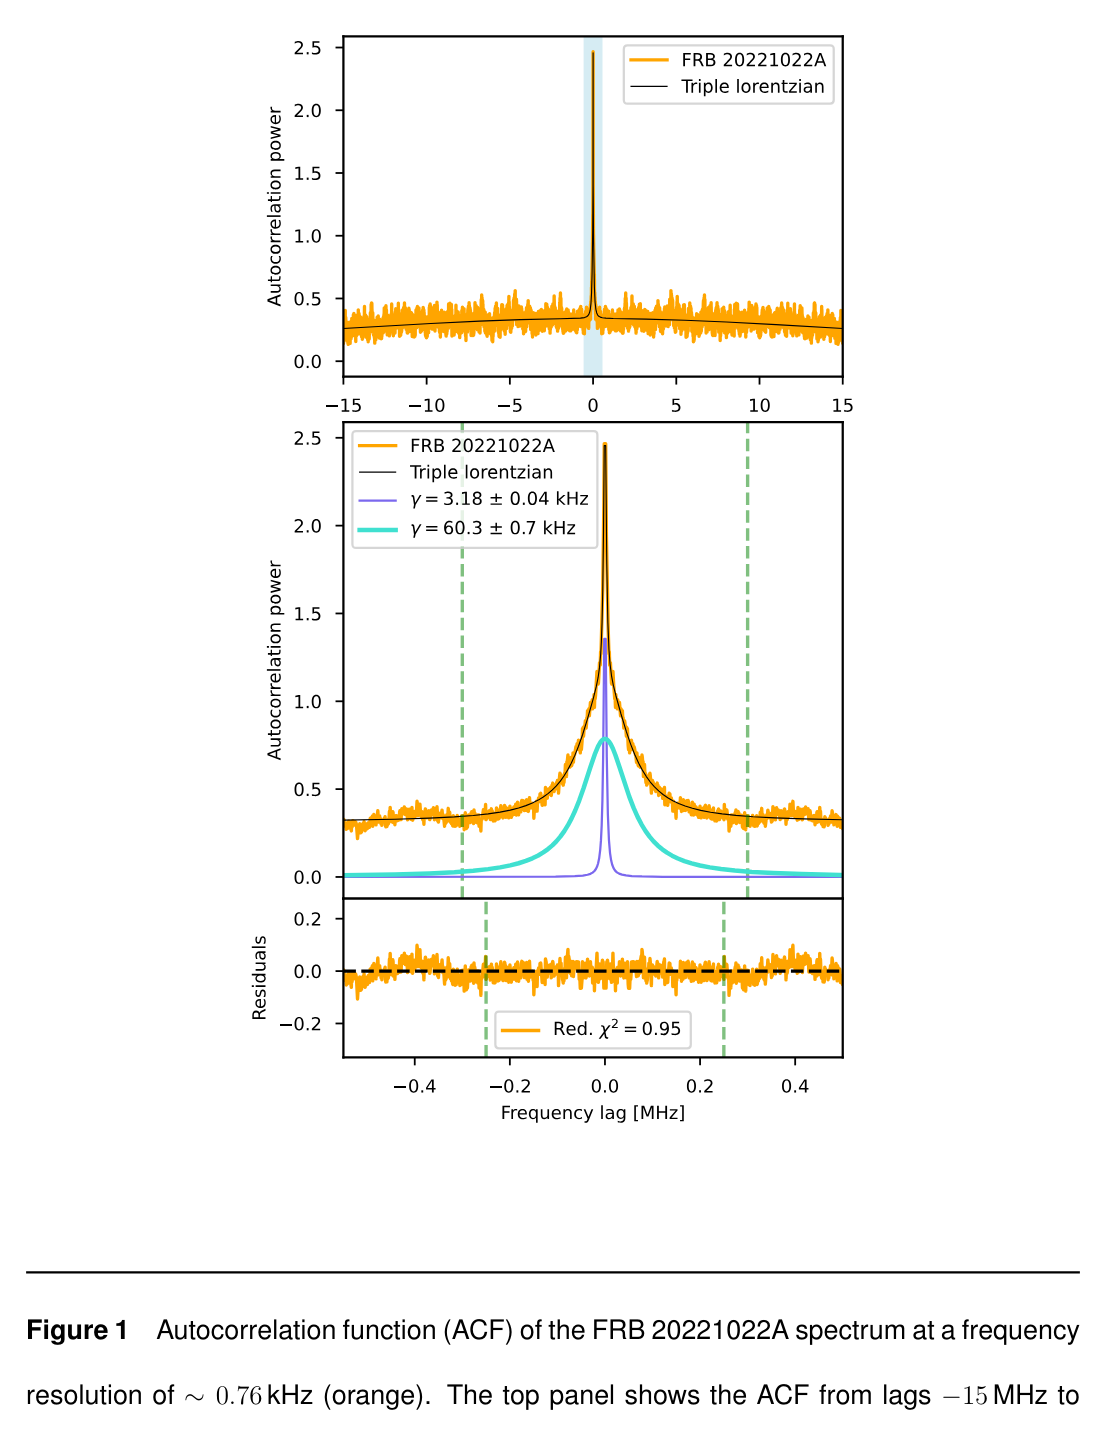 2.5
2.0
1.5
1.0
0.5
0.0
Autocorrelation power
FRB 20221022A
Triple lorentzian
−15 −10 −5 0 5 10 15
2.5
2.0
1.5
1.0
0.5
0.0
Autocorrelation power
FRB 20221022A
Triple lorentzian
γ = 3.18 ± 0.04 kHz
γ = 60.3 ± 0.7 kHz
0.2
0.0
−0.2
Residuals
Red. χ² = 0.95
−0.4 −0.2 0.0 0.2 0.4
Frequency lag [MHz]
Figure 1 Autocorrelation function (ACF) of the FRB 20221022A spectrum at a frequency
resolution of ∼ 0.76 kHz (orange). The top panel shows the ACF from lags −15 MHz to